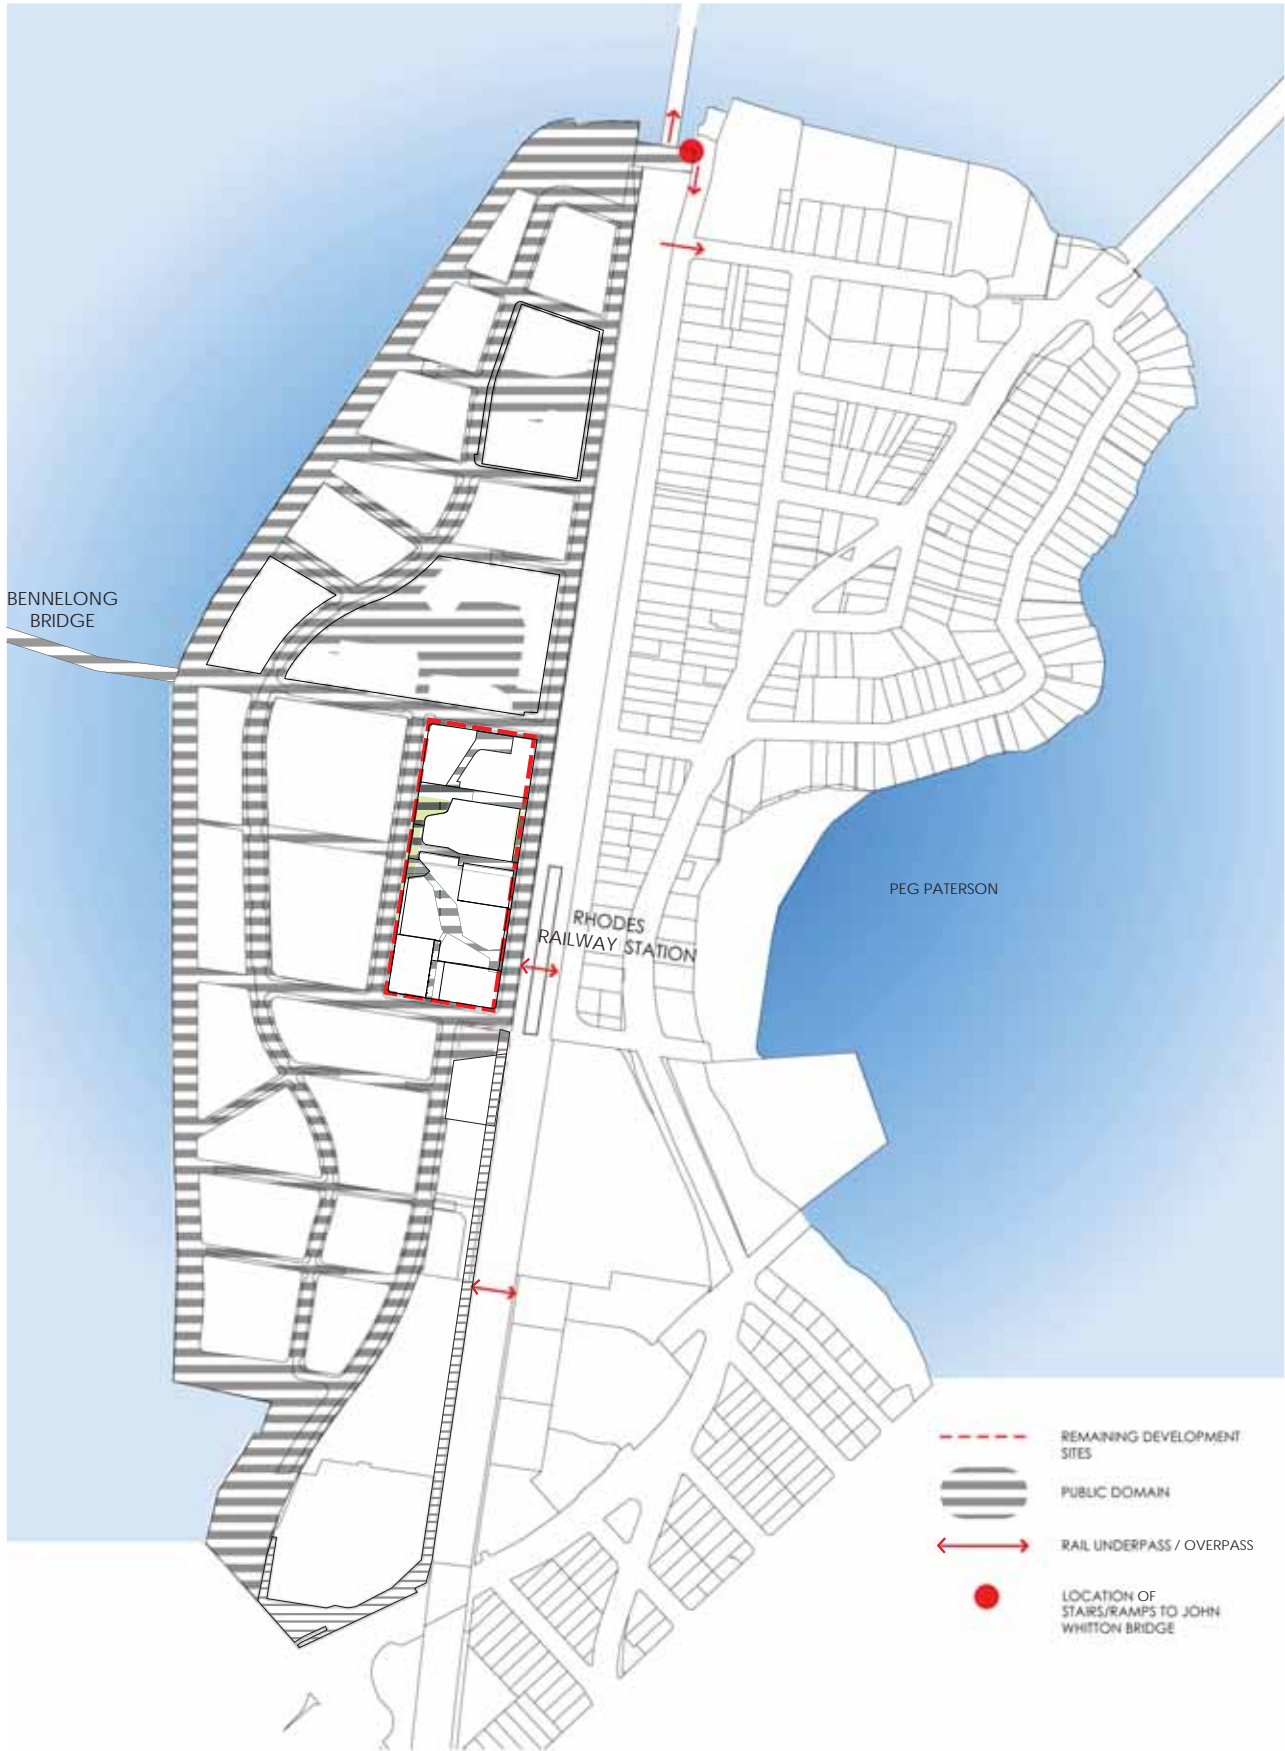 BENNELONG
BRIDGE
PEG PATERSON
RHODES
RAILWAY STATION
REMAINING DEVELOPMENT
SITES
PUBLIC DOMAIN
RAIL UNDERPASS / OVERPASS
LOCATION OF
STAIRS/RAMPS TO JOHN
WHITTON BRIDGE